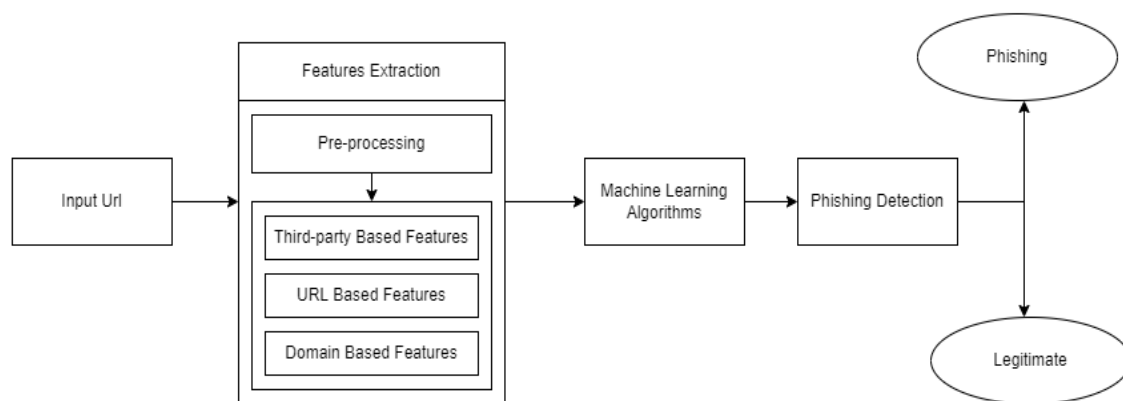 Input Url
Features Extraction
Pre-processing
Third-party Based Features
URL Based Features
Domain Based Features
Machine Learning
Algorithms
Phishing Detection
Phishing
Legitimate